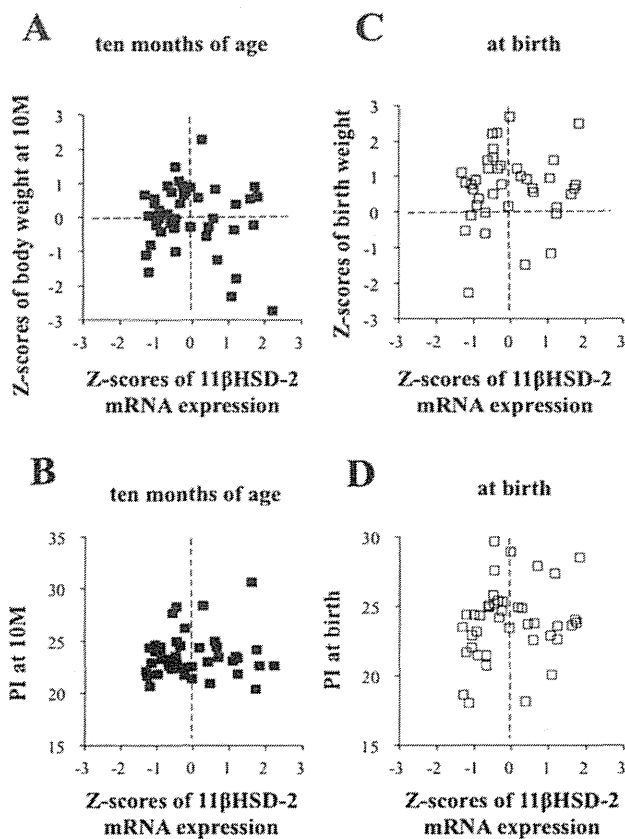 A
ten months of age
Z-scores of body weight at 10M
3
2
1
0
-1
-2
-3
-3 -2 -1 0 1 2 3
Z-scores of 11βHSD-2
mRNA expression
C
at birth
Z-scores of birth weight
3
2
1
0
-1
-2
-3
-3 -2 -1 0 1 2 3
Z-scores of 11βHSD-2
mRNA expression
B
ten months of age
PI at 10M
35
30
25
20
15
-3 -2 -1 0 1 2 3
Z-scores of 11βHSD-2
mRNA expression
D
at birth
PI at birth
30
25
20
15
-3 -2 -1 0 1 2 3
Z-scores of 11βHSD-2
mRNA expression